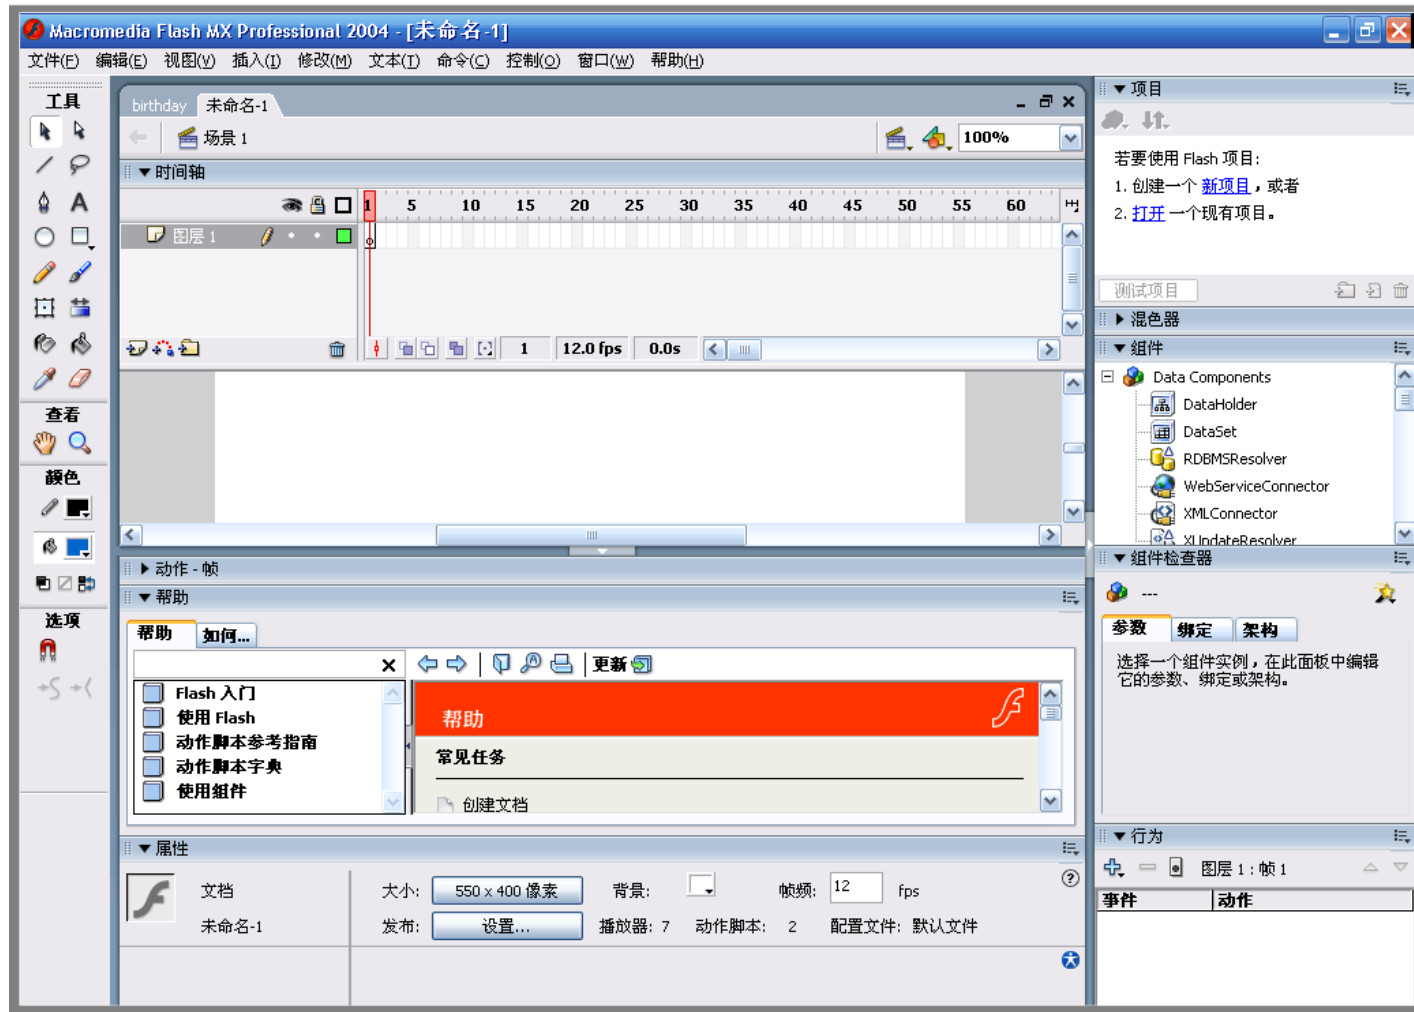 Macromedia Flash MX Professional 2004 - [未命名-1]
文件(F) 编辑(E) 视图(V) 插入(I) 修改(M) 文本(T) 命令(C) 控制(O) 窗口(W) 帮助(H)
工具
查看
颜色
选项
birthday 未命名-1
场景 1 100%
时间轴
1 5 10 15 20 25 30 35 40 45 50 55 60
图层 1
1 12.0 fps 0.0s
动作 - 帧
帮助
帮助 如何...
更新
Flash 入门
使用 Flash
动作脚本参考指南
动作脚本字典
使用组件
帮助
常见任务
创建文档
属性
文档 大小: 550 x 400 像素 背景: 帧频: 12 fps
未命名-1 发布: 设置... 播放器: 7 动作脚本: 2 配置文件: 默认文件
项目
若要使用 Flash 项目:
1. 创建一个 新项目，或者
2. 打开 一个现有项目。
测试项目
混色器
组件
Data Components
DataHolder
DataSet
RDBMSResolver
WebServiceConnector
XMLConnector
XUpdateResolver
组件检查器
---
参数 绑定 架构
选择一个组件实例，在此面板中编辑
它的参数、绑定或架构。
行为
图层 1 : 帧 1
事件 动作